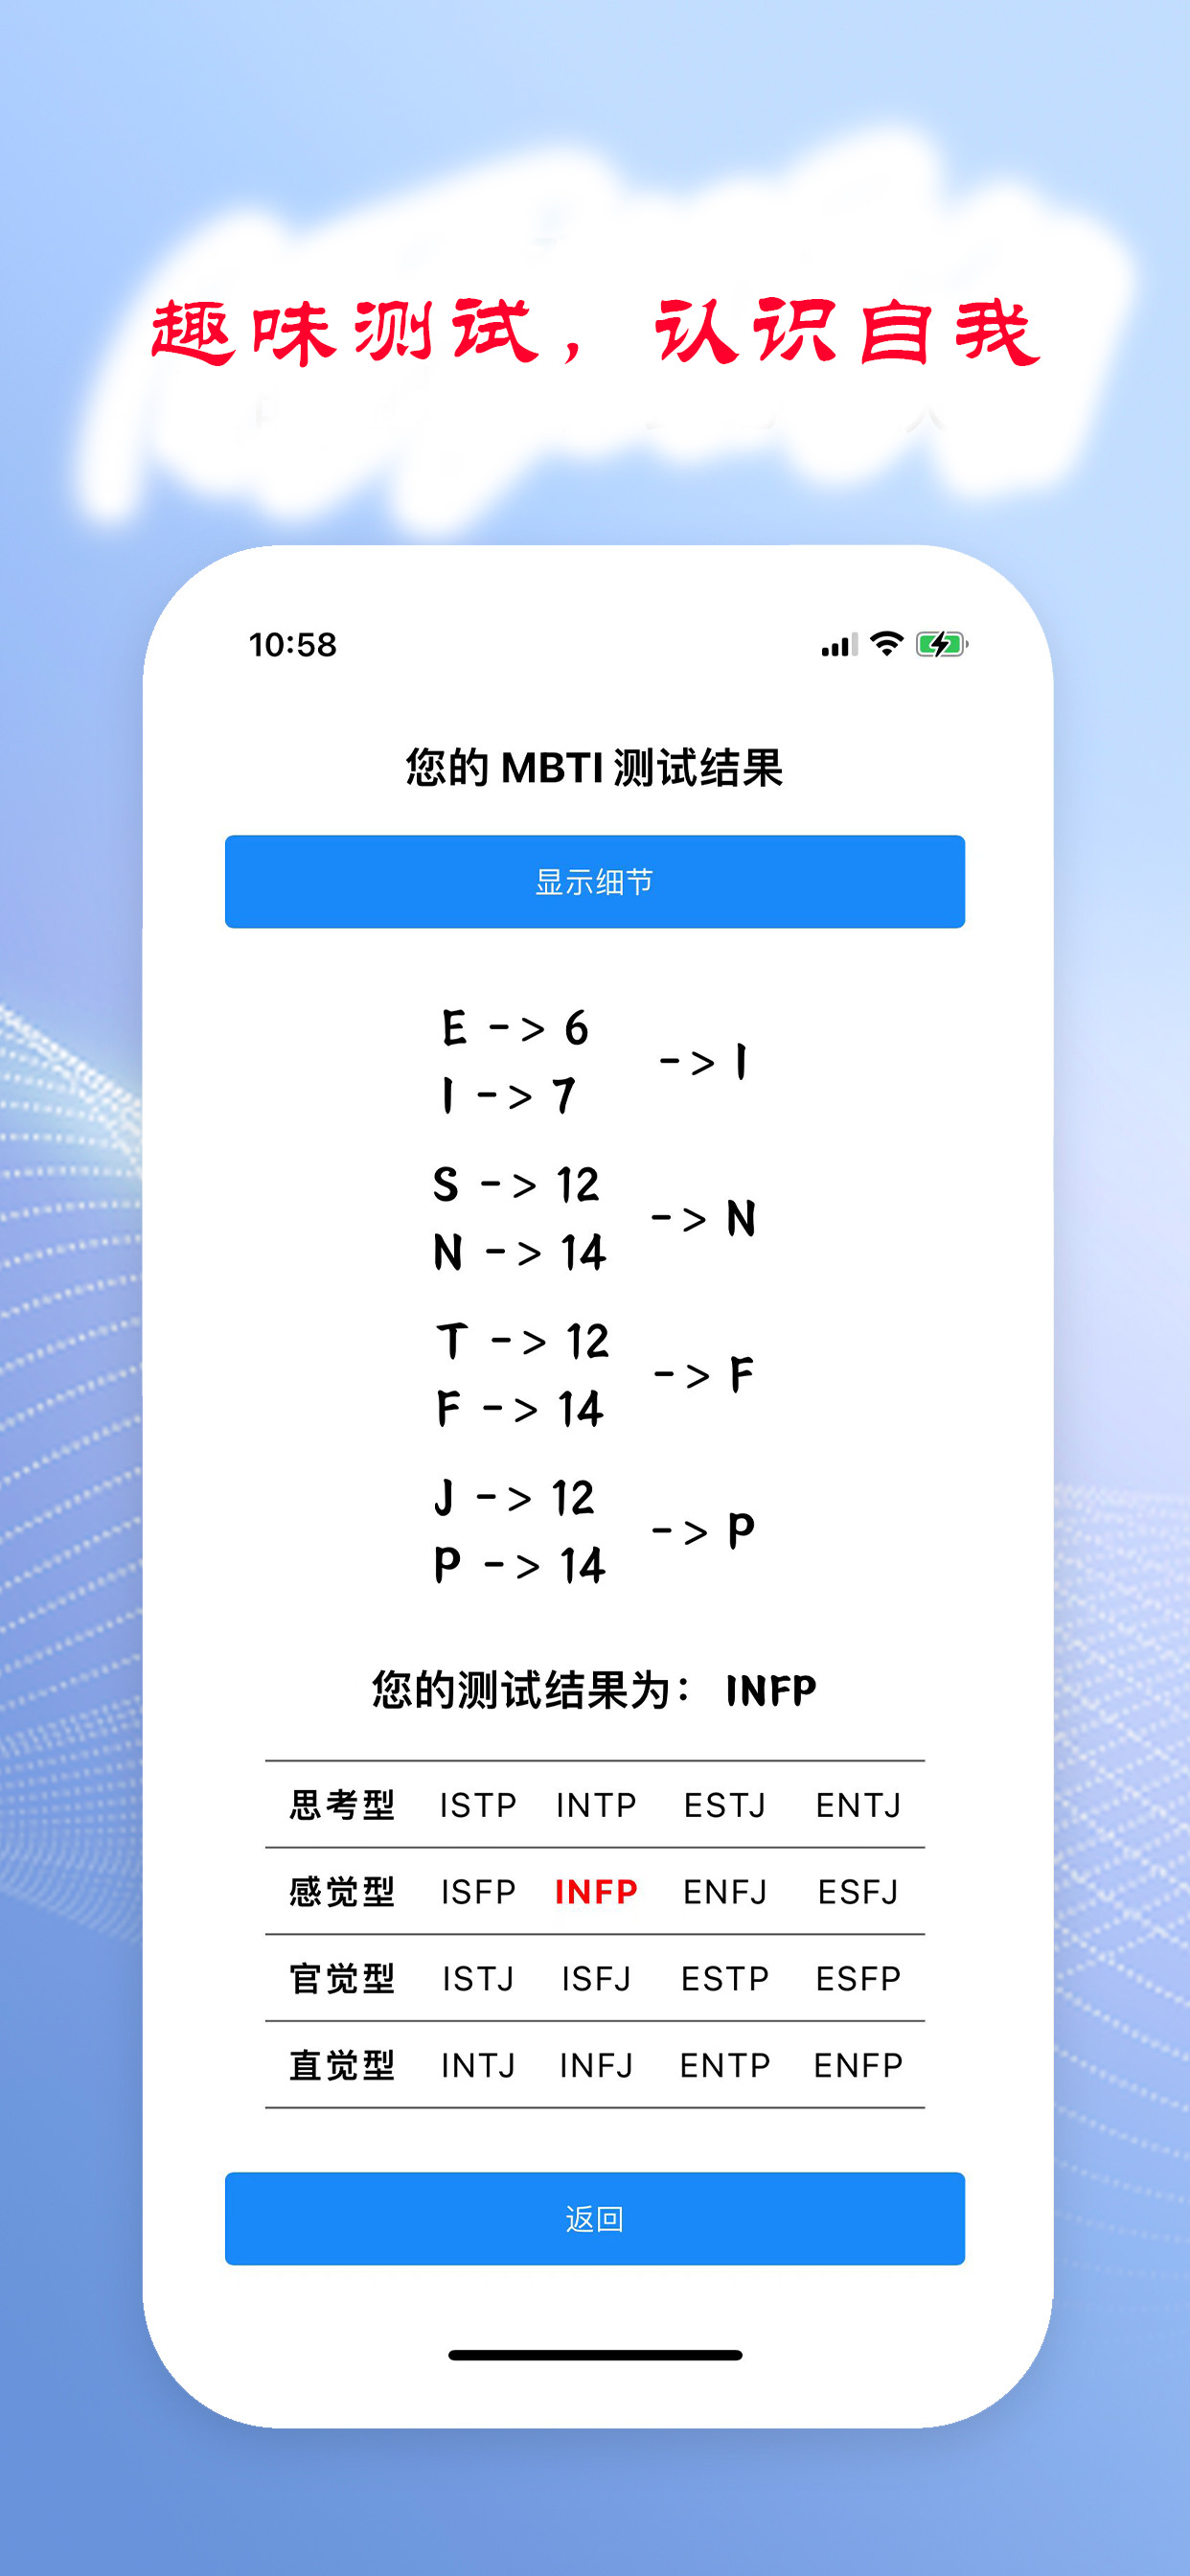 趣味测试，认识自我
10:58
您的 MBTI 测试结果
显示细节
E -> 6
-> I
I -> 7
S -> 12
-> N
N -> 14
T -> 12
-> F
F -> 14
J -> 12
-> P
P -> 14
您的测试结果为： INFP
思考型 ISTP INTP ESTJ ENTJ
感觉型 ISFP INFP ENFJ ESFJ
官觉型 ISTJ ISFJ ESTP ESFP
直觉型 INTJ INFJ ENTP ENFP
返回